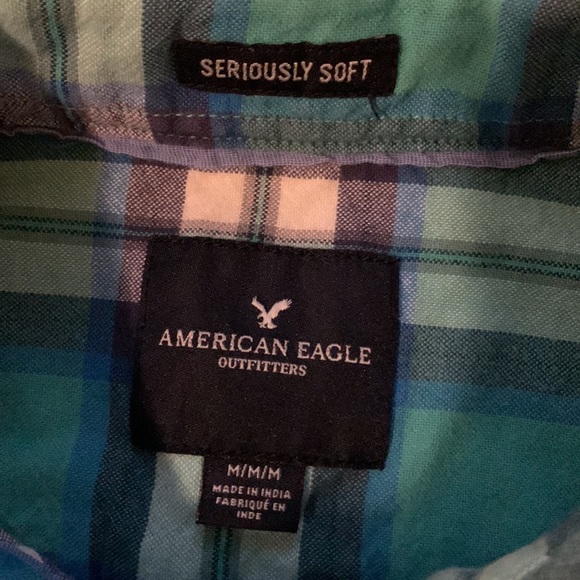 SERIOUSLY SOFT
AMERICAN EAGLE
OUTFITTERS
M/M/M
MADE IN INDIA
FABRIQUÉ EN
INDE